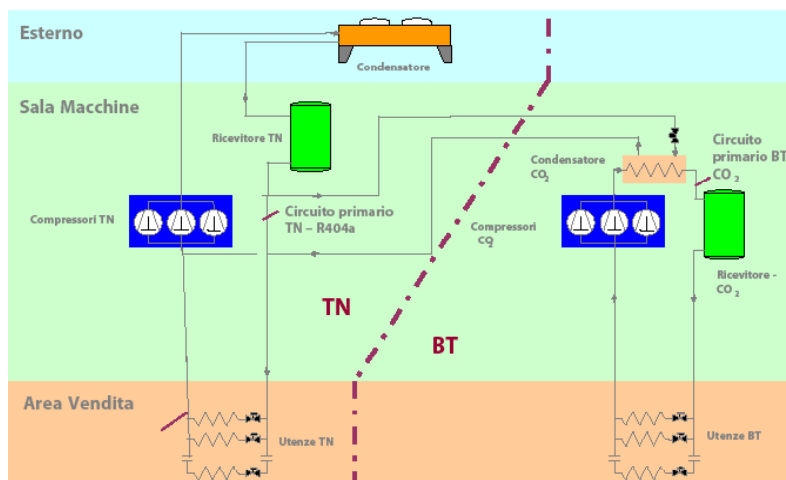 Esterno
Condensatore
Sala Macchine
Ricevitore TN
Circuito
primario BT
CO2
Condensatore
CO2
Compressori TN
Circuito primario
TN – R404a
Compressori
CO2
Ricevitore -
CO2
TN
BT
Area Vendita
Utenze TN
Utenze BT